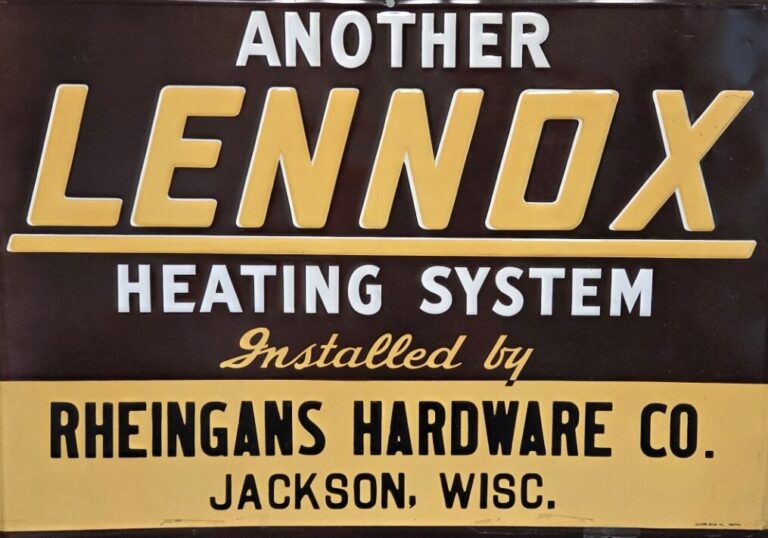 ANOTHER
LENNOX
HEATING SYSTEM
Installed by
RHEINGANS HARDWARE CO.
JACKSON, WISC.